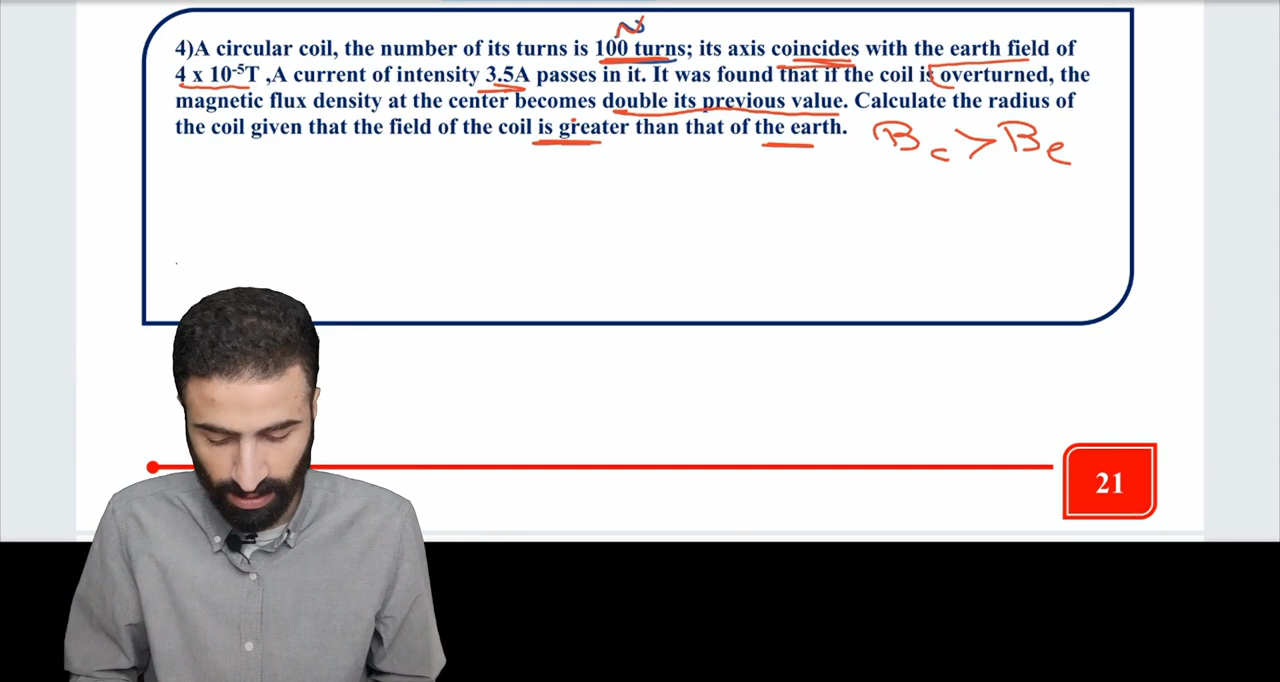 N
4)A circular coil, the number of its turns is 100 turns; its axis coincides with the earth field of
4 x 10⁻⁵T ,A current of intensity 3.5A passes in it. It was found that if the coil is overturned, the
magnetic flux density at the center becomes double its previous value. Calculate the radius of
the coil given that the field of the coil is greater than that of the earth.
Bc > Be
21